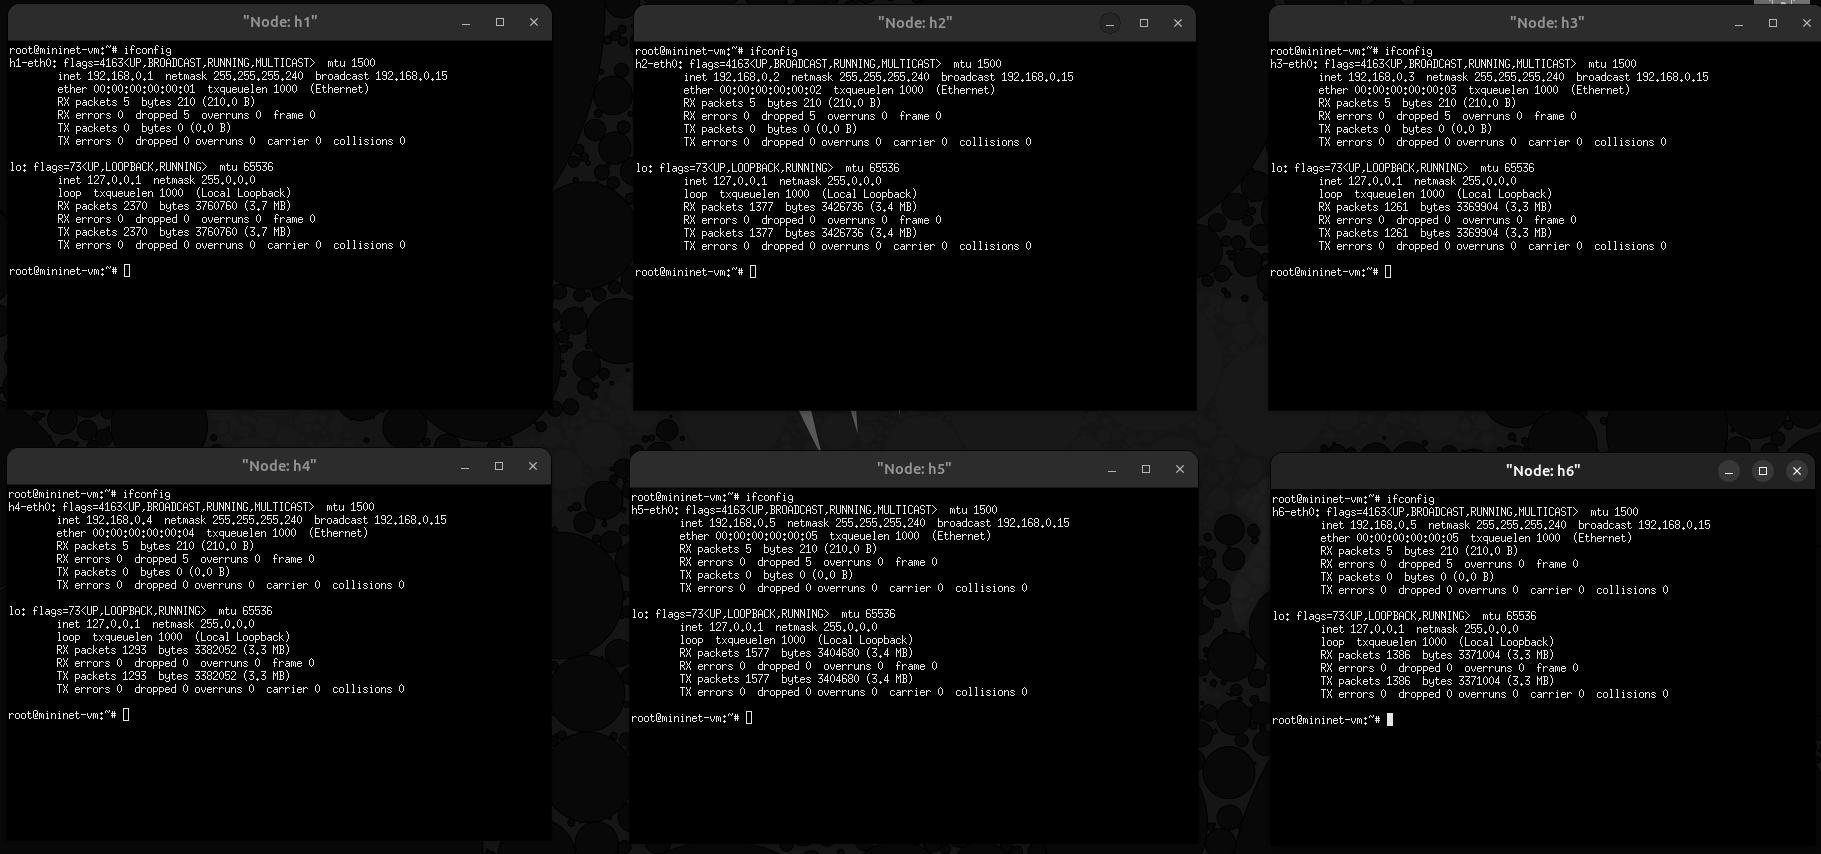 "Node: h1"
root@mininet-vm:~# ifconfig
h1-eth0: flags=4163<UP,BROADCAST,RUNNING,MULTICAST>  mtu 1500
        inet 192.168.0.1  netmask 255.255.255.240  broadcast 192.168.0.15
        ether 00:00:00:00:00:01  txqueuelen 1000  (Ethernet)
        RX packets 5  bytes 210 (210.0 B)
        RX errors 0  dropped 5  overruns 0  frame 0
        TX packets 0  bytes 0 (0.0 B)
        TX errors 0  dropped 0 overruns 0  carrier 0  collisions 0
lo: flags=73<UP,LOOPBACK,RUNNING>  mtu 65536
        inet 127.0.0.1  netmask 255.0.0.0
        loop  txqueuelen 1000  (Local Loopback)
        RX packets 2370  bytes 3760760 (3.7 MB)
        RX errors 0  dropped 0  overruns 0  frame 0
        TX packets 2370  bytes 3760760 (3.7 MB)
        TX errors 0  dropped 0 overruns 0  carrier 0  collisions 0
root@mininet-vm:~#
"Node: h2"
root@mininet-vm:~# ifconfig
h2-eth0: flags=4163<UP,BROADCAST,RUNNING,MULTICAST>  mtu 1500
        inet 192.168.0.2  netmask 255.255.255.240  broadcast 192.168.0.15
        ether 00:00:00:00:00:02  txqueuelen 1000  (Ethernet)
        RX packets 5  bytes 210 (210.0 B)
        RX errors 0  dropped 5  overruns 0  frame 0
        TX packets 0  bytes 0 (0.0 B)
        TX errors 0  dropped 0 overruns 0  carrier 0  collisions 0
lo: flags=73<UP,LOOPBACK,RUNNING>  mtu 65536
        inet 127.0.0.1  netmask 255.0.0.0
        loop  txqueuelen 1000  (Local Loopback)
        RX packets 1377  bytes 3426736 (3.4 MB)
        RX errors 0  dropped 0  overruns 0  frame 0
        TX packets 1377  bytes 3426736 (3.4 MB)
        TX errors 0  dropped 0 overruns 0  carrier 0  collisions 0
root@mininet-vm:~#
"Node: h3"
root@mininet-vm:~# ifconfig
h3-eth0: flags=4163<UP,BROADCAST,RUNNING,MULTICAST>  mtu 1500
        inet 192.168.0.3  netmask 255.255.255.240  broadcast 192.168.0.15
        ether 00:00:00:00:00:03  txqueuelen 1000  (Ethernet)
        RX packets 5  bytes 210 (210.0 B)
        RX errors 0  dropped 5  overruns 0  frame 0
        TX packets 0  bytes 0 (0.0 B)
        TX errors 0  dropped 0 overruns 0  carrier 0  collisions 0
lo: flags=73<UP,LOOPBACK,RUNNING>  mtu 65536
        inet 127.0.0.1  netmask 255.0.0.0
        loop  txqueuelen 1000  (Local Loopback)
        RX packets 1261  bytes 3369904 (3.3 MB)
        RX errors 0  dropped 0  overruns 0  frame 0
        TX packets 1261  bytes 3369904 (3.3 MB)
        TX errors 0  dropped 0 overruns 0  carrier 0  collisions 0
root@mininet-vm:~#
"Node: h4"
root@mininet-vm:~# ifconfig
h4-eth0: flags=4163<UP,BROADCAST,RUNNING,MULTICAST>  mtu 1500
        inet 192.168.0.4  netmask 255.255.255.240  broadcast 192.168.0.15
        ether 00:00:00:00:00:04  txqueuelen 1000  (Ethernet)
        RX packets 5  bytes 210 (210.0 B)
        RX errors 0  dropped 5  overruns 0  frame 0
        TX packets 0  bytes 0 (0.0 B)
        TX errors 0  dropped 0 overruns 0  carrier 0  collisions 0
lo: flags=73<UP,LOOPBACK,RUNNING>  mtu 65536
        inet 127.0.0.1  netmask 255.0.0.0
        loop  txqueuelen 1000  (Local Loopback)
        RX packets 1293  bytes 3382052 (3.3 MB)
        RX errors 0  dropped 0  overruns 0  frame 0
        TX packets 1293  bytes 3382052 (3.3 MB)
        TX errors 0  dropped 0 overruns 0  carrier 0  collisions 0
root@mininet-vm:~#
"Node: h5"
root@mininet-vm:~# ifconfig
h5-eth0: flags=4163<UP,BROADCAST,RUNNING,MULTICAST>  mtu 1500
        inet 192.168.0.5  netmask 255.255.255.240  broadcast 192.168.0.15
        ether 00:00:00:00:00:05  txqueuelen 1000  (Ethernet)
        RX packets 5  bytes 210 (210.0 B)
        RX errors 0  dropped 5  overruns 0  frame 0
        TX packets 0  bytes 0 (0.0 B)
        TX errors 0  dropped 0 overruns 0  carrier 0  collisions 0
lo: flags=73<UP,LOOPBACK,RUNNING>  mtu 65536
        inet 127.0.0.1  netmask 255.0.0.0
        loop  txqueuelen 1000  (Local Loopback)
        RX packets 1577  bytes 3404680 (3.4 MB)
        RX errors 0  dropped 0  overruns 0  frame 0
        TX packets 1577  bytes 3404680 (3.4 MB)
        TX errors 0  dropped 0 overruns 0  carrier 0  collisions 0
root@mininet-vm:~#
"Node: h6"
root@mininet-vm:~# ifconfig
h6-eth0: flags=4163<UP,BROADCAST,RUNNING,MULTICAST>  mtu 1500
        inet 192.168.0.5  netmask 255.255.255.240  broadcast 192.168.0.15
        ether 00:00:00:00:00:05  txqueuelen 1000  (Ethernet)
        RX packets 5  bytes 210 (210.0 B)
        RX errors 0  dropped 5  overruns 0  frame 0
        TX packets 0  bytes 0 (0.0 B)
        TX errors 0  dropped 0 overruns 0  carrier 0  collisions 0
lo: flags=73<UP,LOOPBACK,RUNNING>  mtu 65536
        inet 127.0.0.1  netmask 255.0.0.0
        loop  txqueuelen 1000  (Local Loopback)
        RX packets 1386  bytes 3371004 (3.3 MB)
        RX errors 0  dropped 0  overruns 0  frame 0
        TX packets 1386  bytes 3371004 (3.3 MB)
        TX errors 0  dropped 0 overruns 0  carrier 0  collisions 0
root@mininet-vm:~#